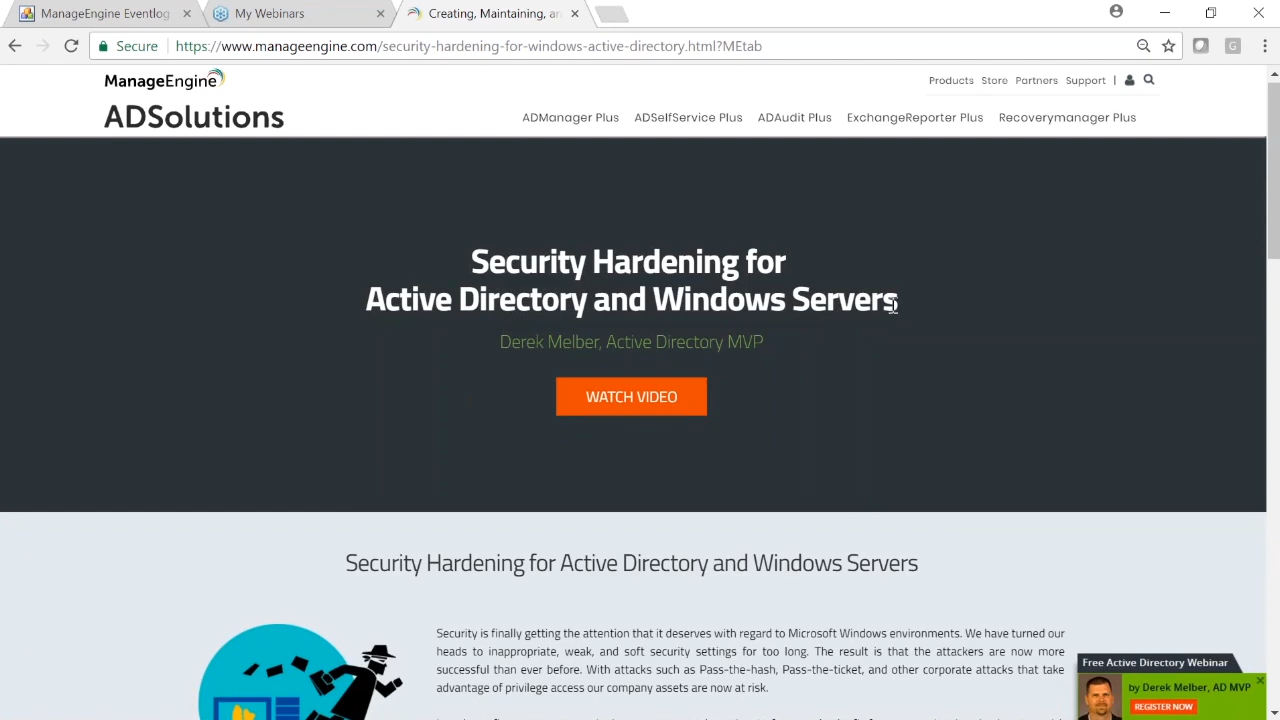 ManageEngine Eventlog
My Webinars
Creating, Maintaining, an
Secure
https://www.manageengine.com/security-hardening-for-windows-active-directory.html?MEtab
G
ManageEngine
Products Store Partners Support |
ADSolutions
ADManager Plus ADSelfService Plus ADAudit Plus ExchangeReporter Plus Recoverymanager Plus
Security Hardening for
Active Directory and Windows Servers
Derek Melber, Active Directory MVP
WATCH VIDEO
Security Hardening for Active Directory and Windows Servers
Security is finally getting the attention that it deserves with regard to Microsoft Windows environments. We have turned our
heads to inappropriate, weak, and soft security settings for too long. The result is that the attackers are now more
successful than ever before. With attacks such as Pass-the-hash, Pass-the-ticket, and other corporate attacks that take
advantage of privilege access our company assets are now at risk.
Free Active Directory Webinar
by Derek Melber, AD MVP
REGISTER NOW